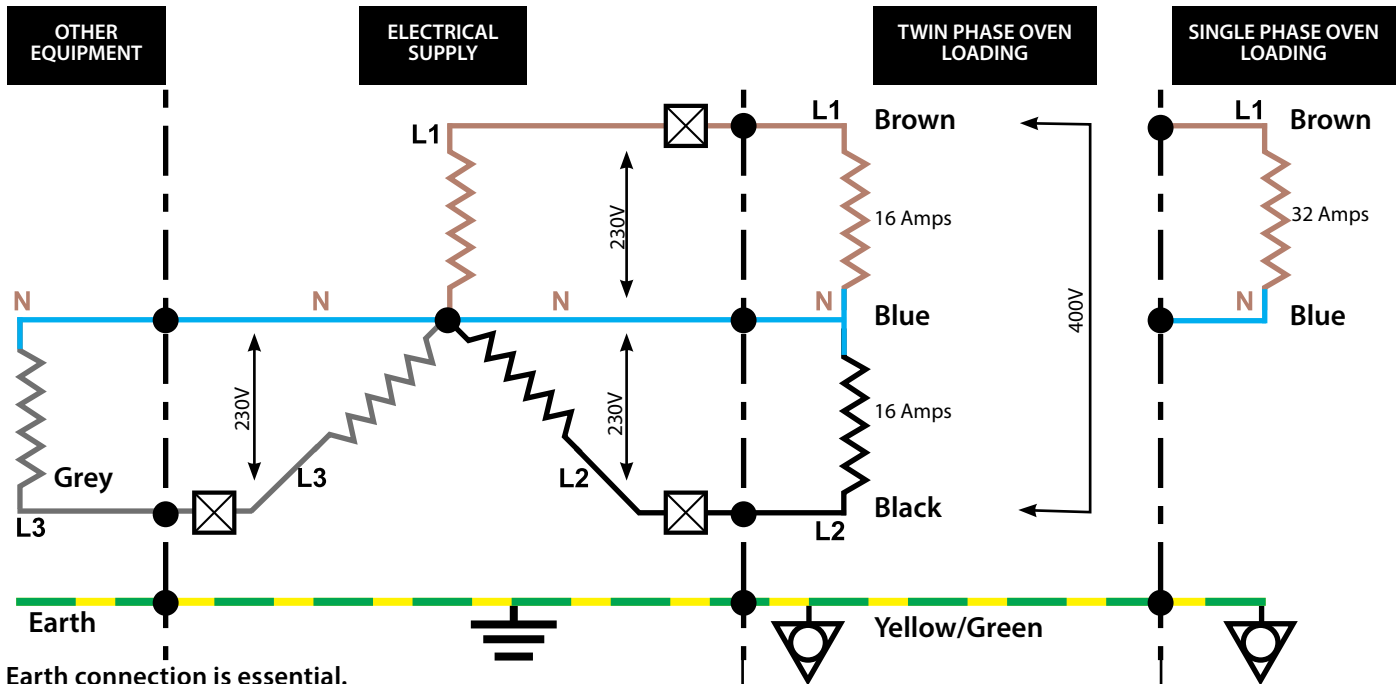 OTHER
EQUIPMENT
ELECTRICAL
SUPPLY
TWIN PHASE OVEN
LOADING
SINGLE PHASE OVEN
LOADING
L1
L1
Brown
L1
Brown
230V
16 Amps
32 Amps
N
N
N
N
Blue
400V
N
Blue
230V
230V
16 Amps
Grey
L3
L2
L3
L2
Black
Earth
Yellow/Green
Earth connection is essential.